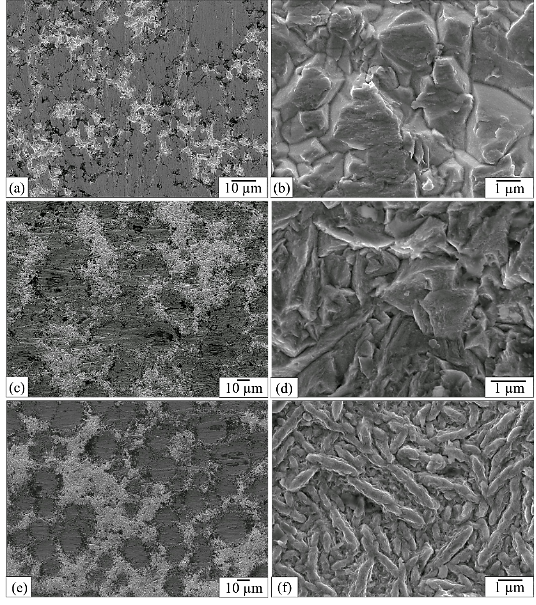 (a) 10 µm
(b) 1 µm
(c) 10 µm
(d) 1 µm
(e) 10 µm
(f) 1 µm